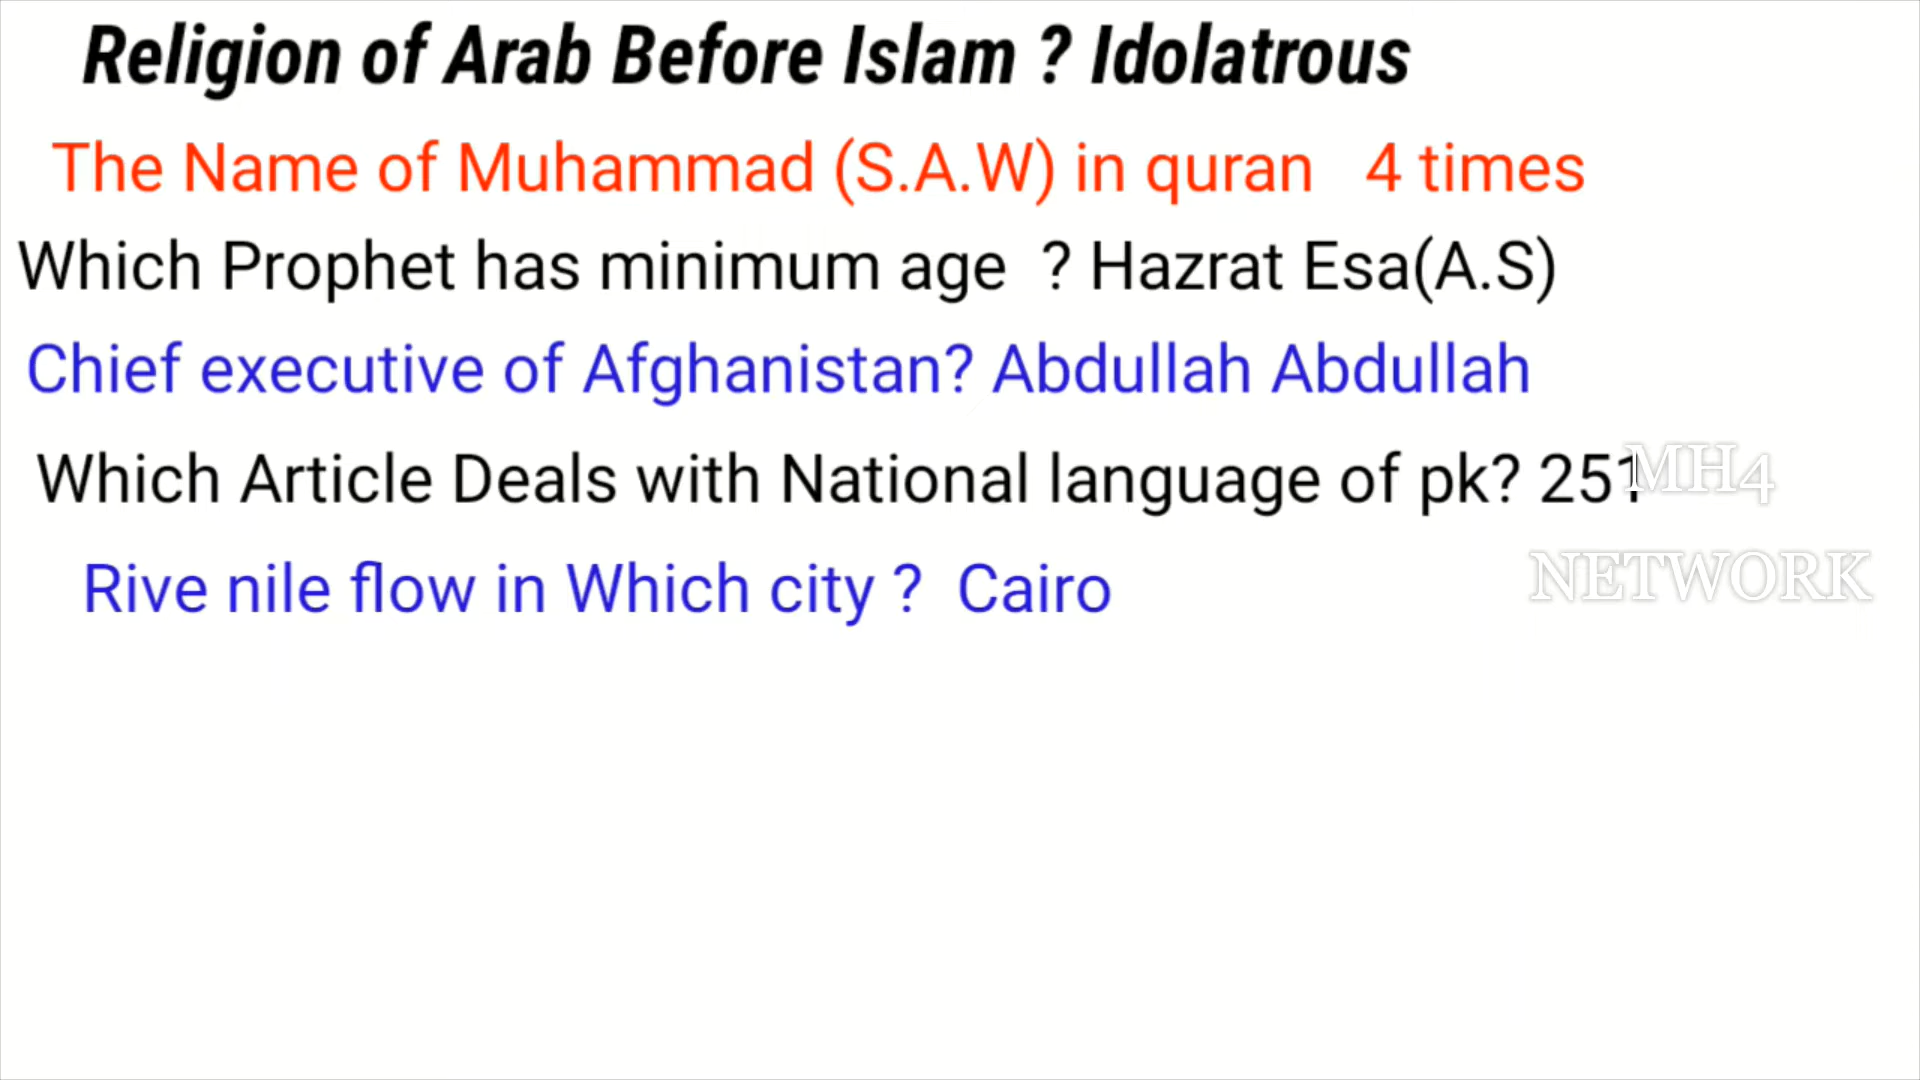 Religion of Arab Before Islam ? Idolatrous
The Name of Muhammad (S.A.W) in quran 4 times
Which Prophet has minimum age ? Hazrat Esa(A.S)
Chief executive of Afghanistan? Abdullah Abdullah
Which Article Deals with National language of pk? 251
MH4
Rive nile flow in Which city ? Cairo
NETWORK